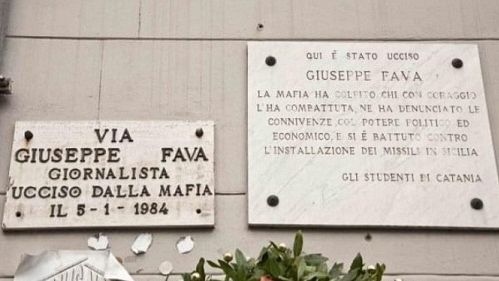 VIA
GIUSEPPE FAVA
GIORNALISTA
UCCISO DALLA MAFIA
IL 5-1-1984
QUI È STATO UCCISO
GIUSEPPE FAVA
LA MAFIA HA COLPITO CHI CON CORAGGIO
L'HA COMBATTUTA, NE HA DENUNCIATO LE
CONNIVENZE COL POTERE POLITICO ED
ECONOMICO, E SI È BATTUTO CONTRO
L'INSTALLAZIONE DEI MISSILI IN SICILIA
GLI STUDENTI DI CATANIA